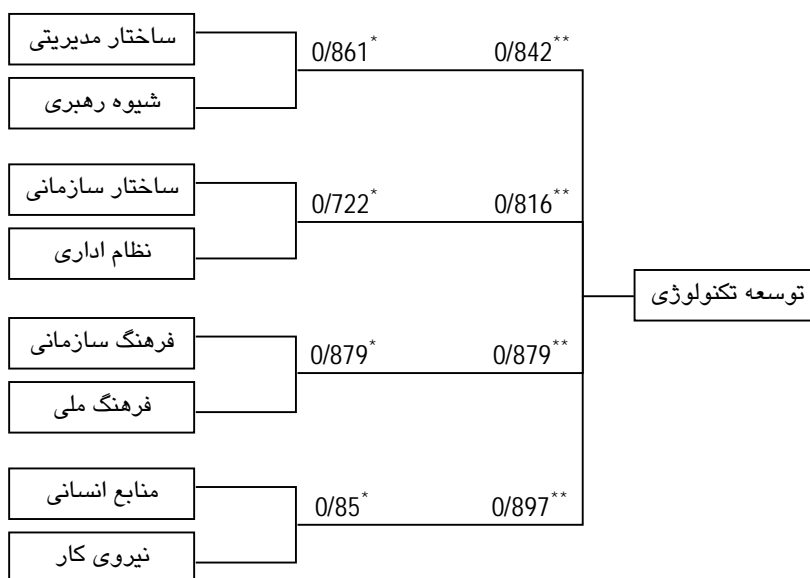 ساختار مدیریتی
0/861* 0/842**
شیوه رهبری
ساختار سازمانی
0/722* 0/816**
نظام اداری
توسعه تکنولوژی
فرهنگ سازمانی
0/879* 0/879**
فرهنگ ملی
منابع انسانی
0/85* 0/897**
نیروی کار